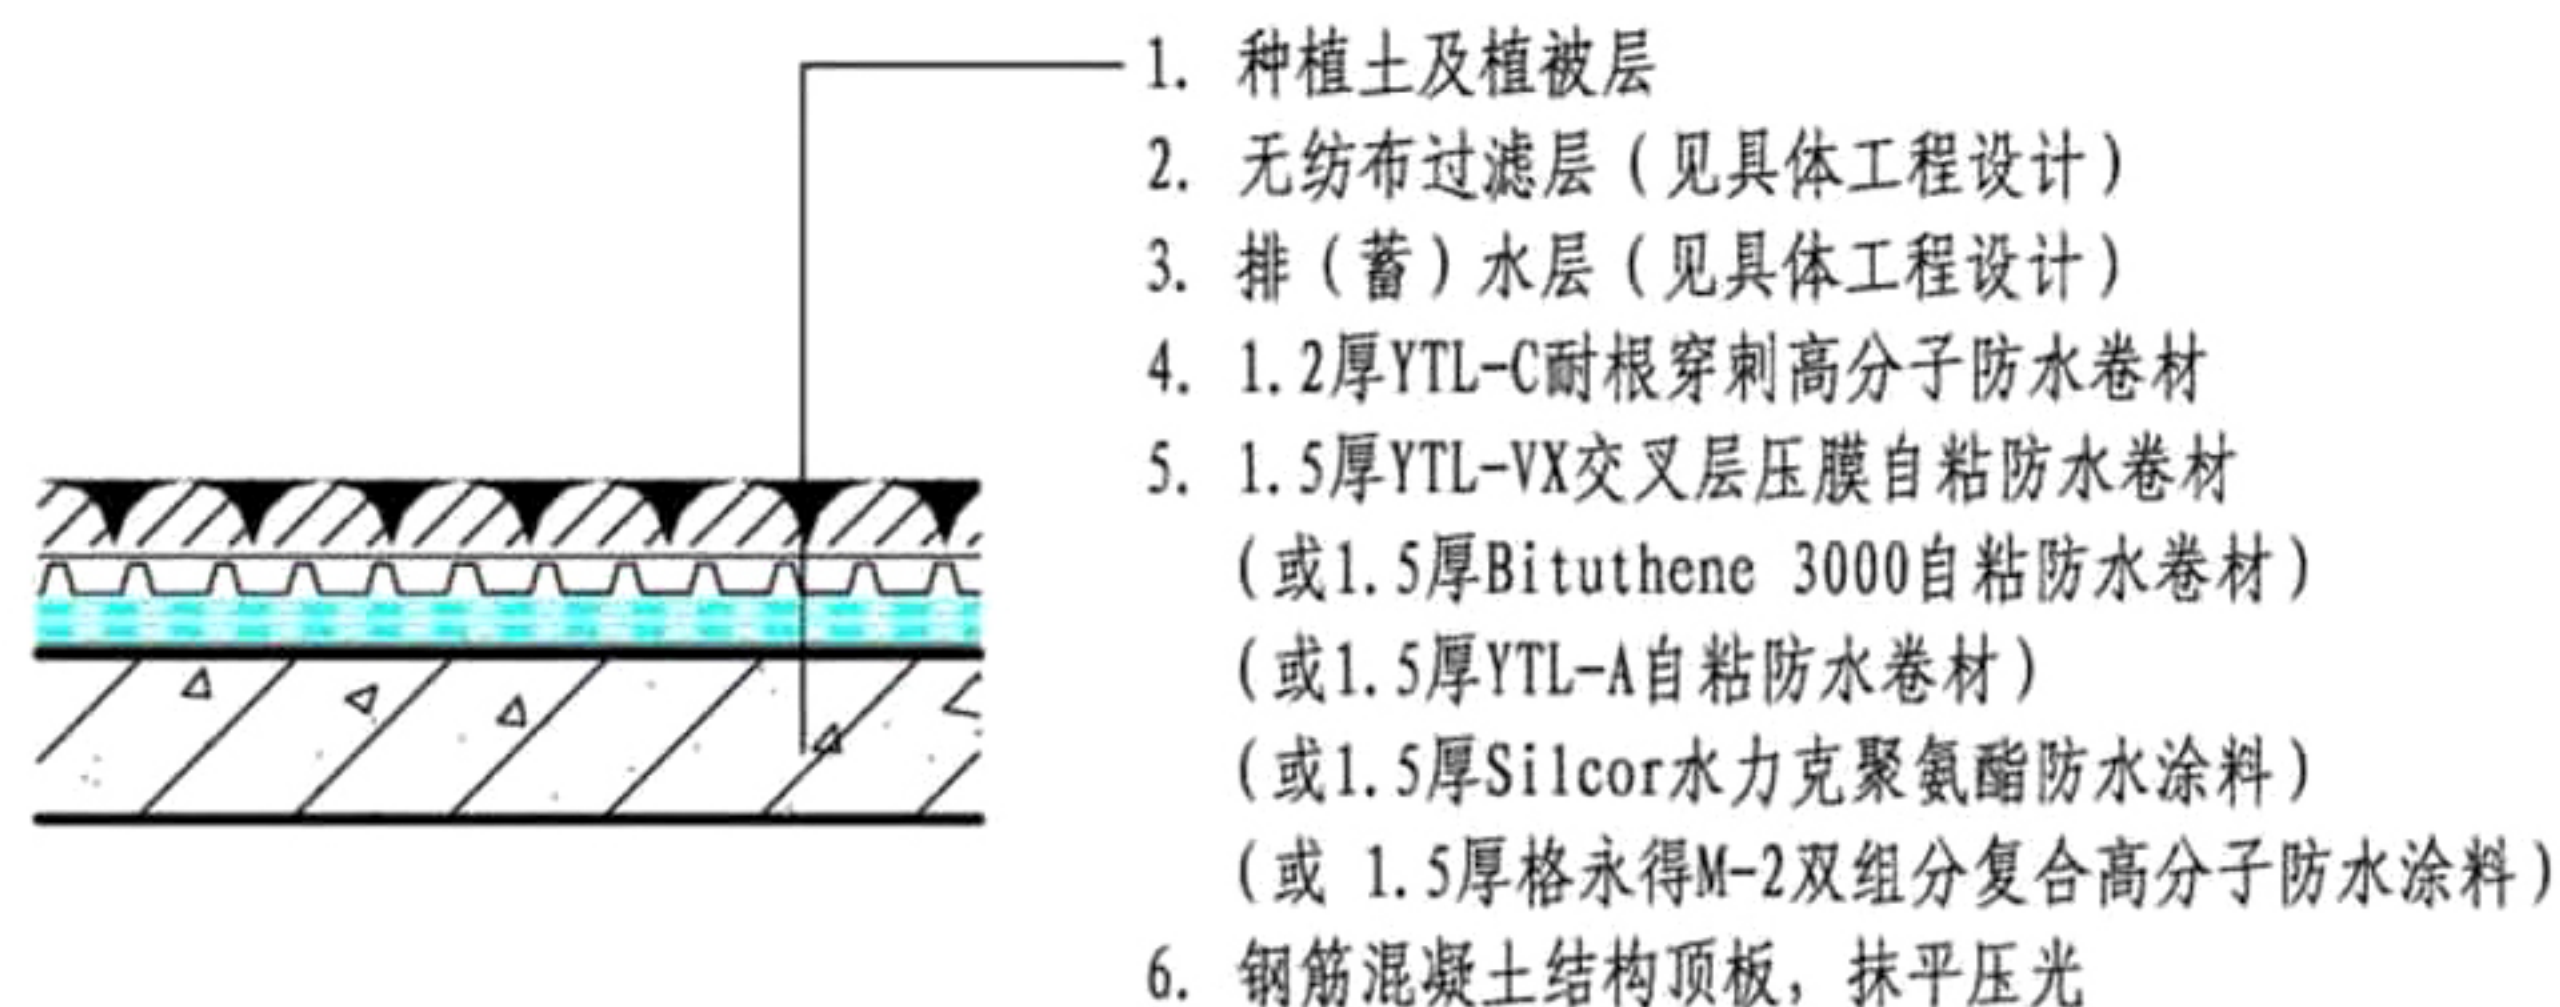 1. 种植土及植被层
2. 无纺布过滤层（见具体工程设计）
3. 排（蓄）水层（见具体工程设计）
4. 1.2厚YTL-C耐根穿刺高分子防水卷材
5. 1.5厚YTL-VX交叉层压膜自粘防水卷材
（或1.5厚Bituthene 3000自粘防水卷材）
（或1.5厚YTL-A自粘防水卷材）
（或1.5厚Silcor水力克聚氨酯防水涂料）
（或 1.5厚格永得M-2双组分复合高分子防水涂料）
6. 钢筋混凝土结构顶板，抹平压光